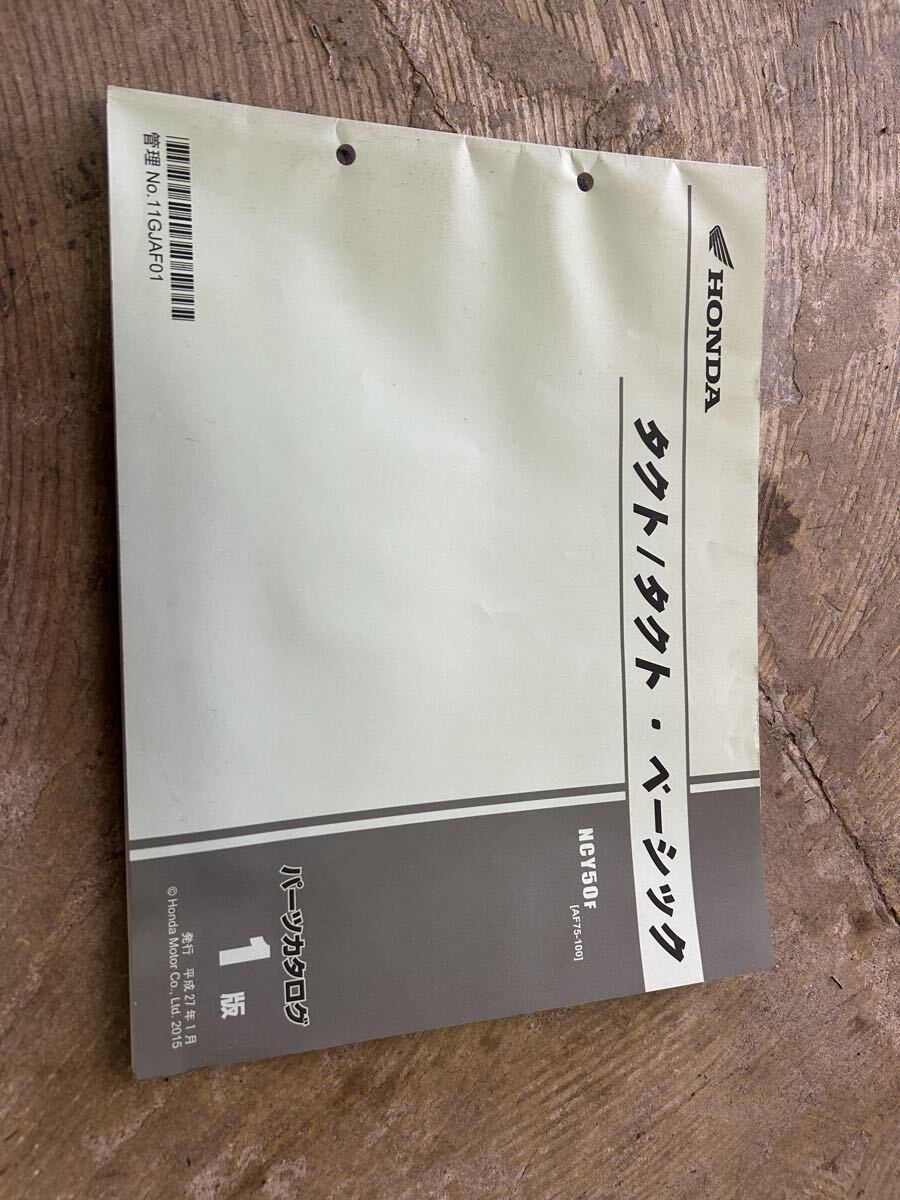 HONDA
タクト/タクト・ベーシック
NCY50F
[AF75-100]
パーツカタログ
1版
発行 平成27年1月
© Honda Motor Co., Ltd. 2015
管理 No.11GJAF01